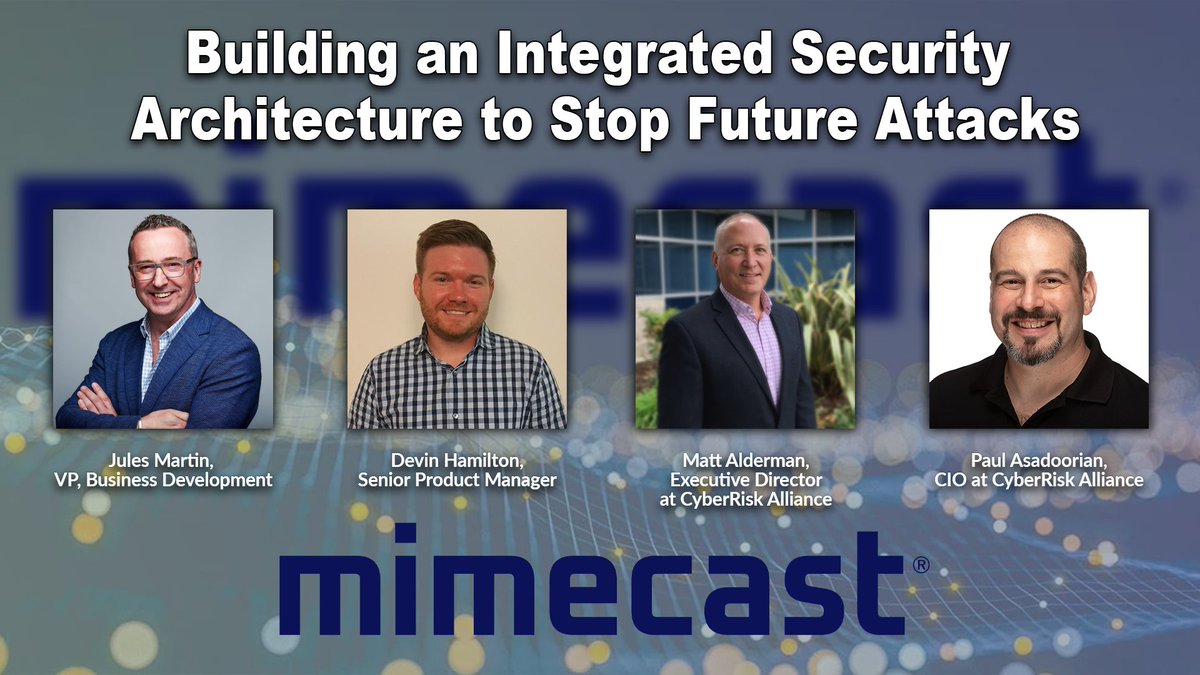 Building an Integrated Security
Architecture to Stop Future Attacks
mimecast
Jules Martin,
VP, Business Development
Devin Hamilton,
Senior Product Manager
Matt Alderman,
Executive Director
at CyberRisk Alliance
Paul Asadoorian,
CIO at CyberRisk Alliance
mimecast®